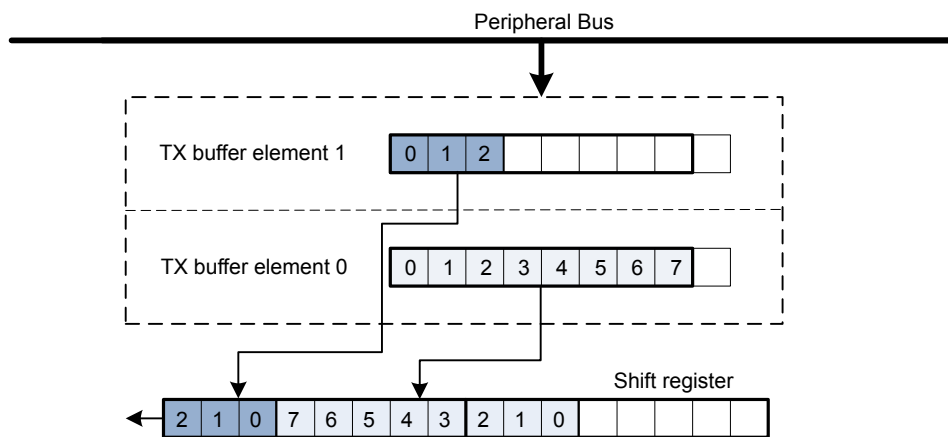 Peripheral Bus
TX buffer element 1
0 1 2
TX buffer element 0
0 1 2 3 4 5 6 7
Shift register
2 1 0 7 6 5 4 3 2 1 0